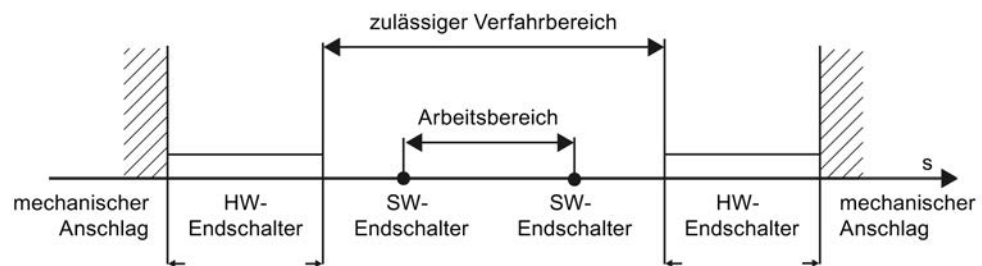 zulässiger Verfahrbereich
Arbeitsbereich
s
mechanischer
Anschlag
HW-
Endschalter
SW-
Endschalter
SW-
Endschalter
HW-
Endschalter
mechanischer
Anschlag